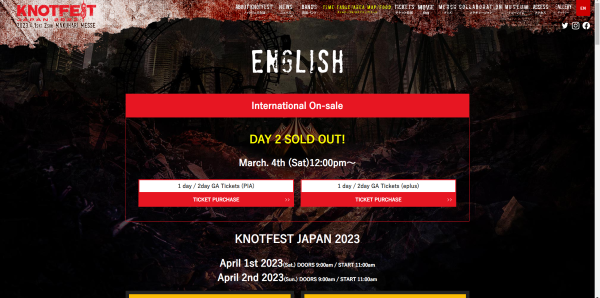 KNOTFEST
JAPAN 2023
2023 4.1SAT 2SUN MAKUHARI MESSE
ABOUT KNOTFEST NEWS BANDS TIME TABLE/AREA MAP/FOOD TICKETS MOVIE MERCH COLLABORATION MUSEUM ACCESS GALLERY EN
ENGLISH
International On-sale
DAY 2 SOLD OUT!
March. 4th (Sat)12:00pm～
1 day / 2day GA Tickets (PIA)
1 day / 2day GA Tickets (eplus)
TICKET PURCHASE >>
TICKET PURCHASE >>
KNOTFEST JAPAN 2023
April 1st 2023(Sat.) DOORS 9:00am / START 11:00am
April 2nd 2023(Sun.) DOORS 9:00am / START 11:00am